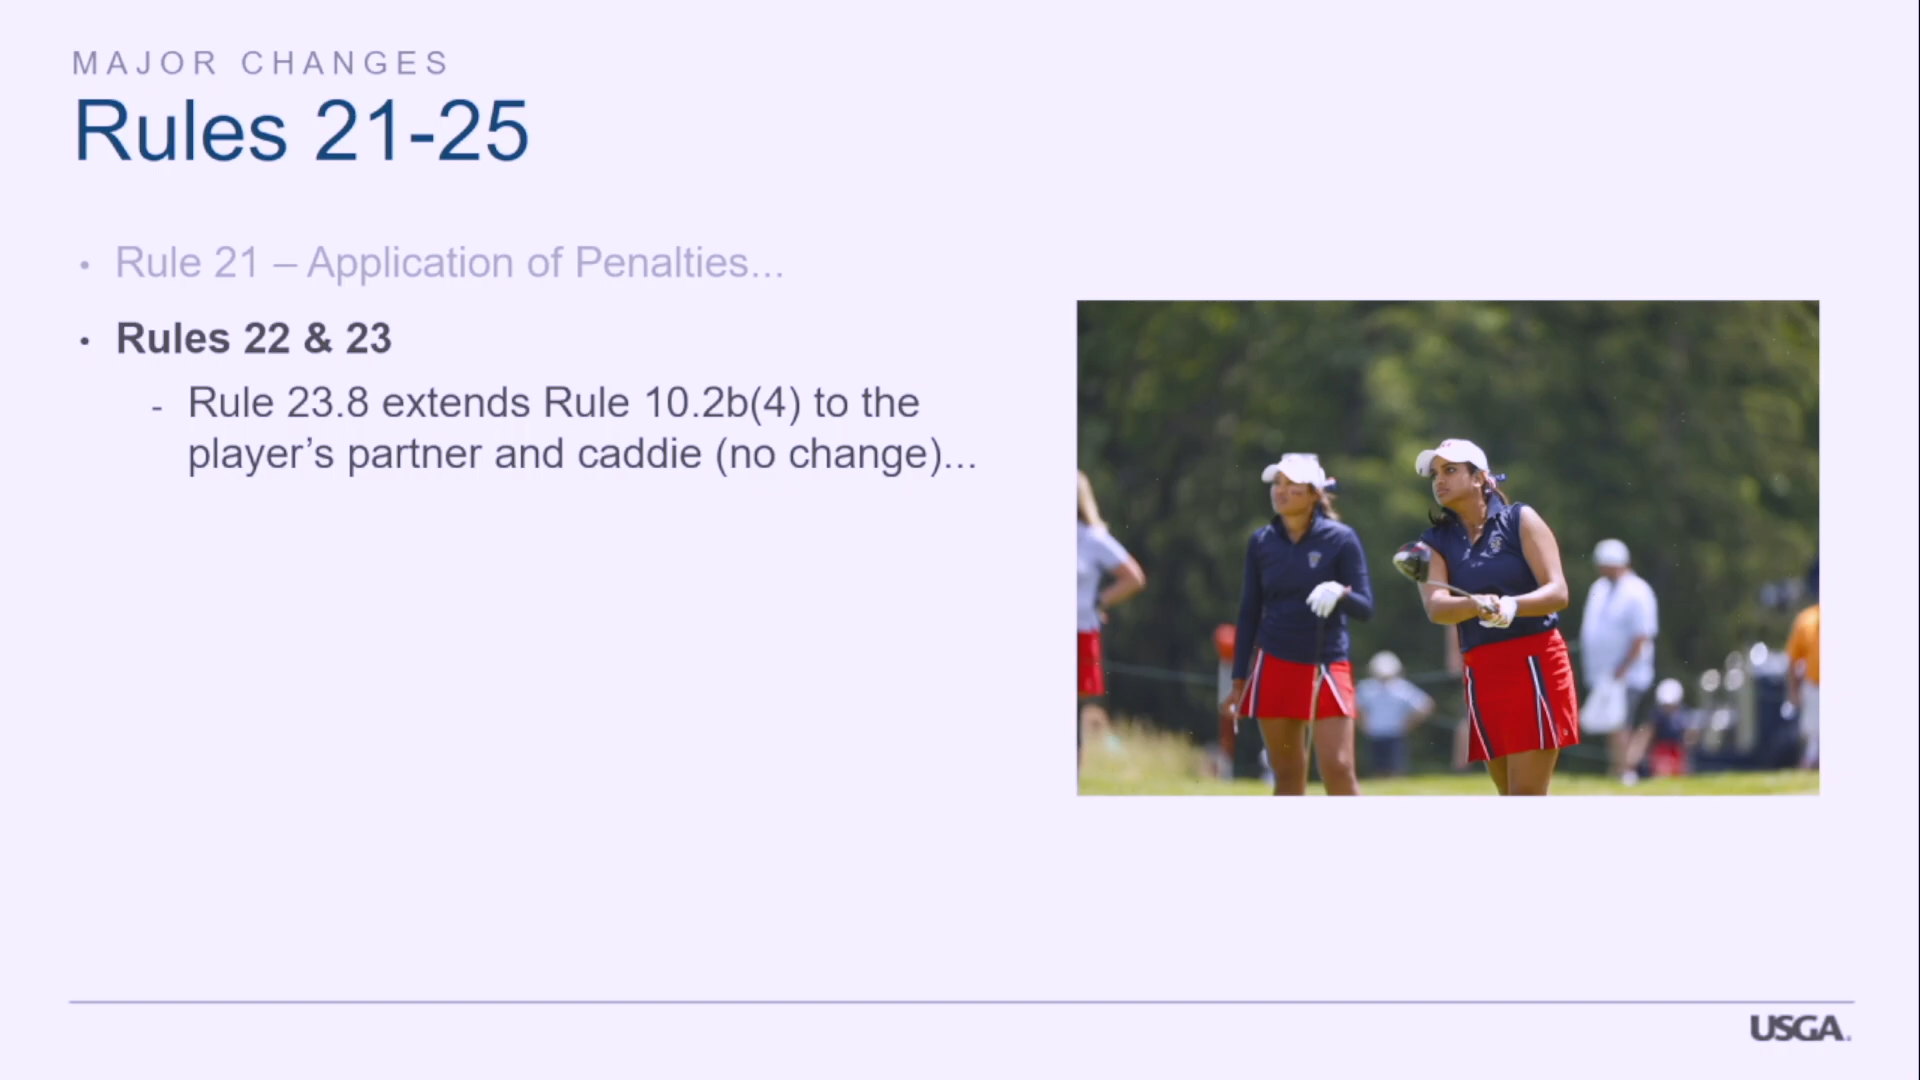 MAJOR CHANGES
Rules 21-25
• Rule 21 – Application of Penalties...
• Rules 22 & 23
- Rule 23.8 extends Rule 10.2b(4) to the
player’s partner and caddie (no change)...
USGA.